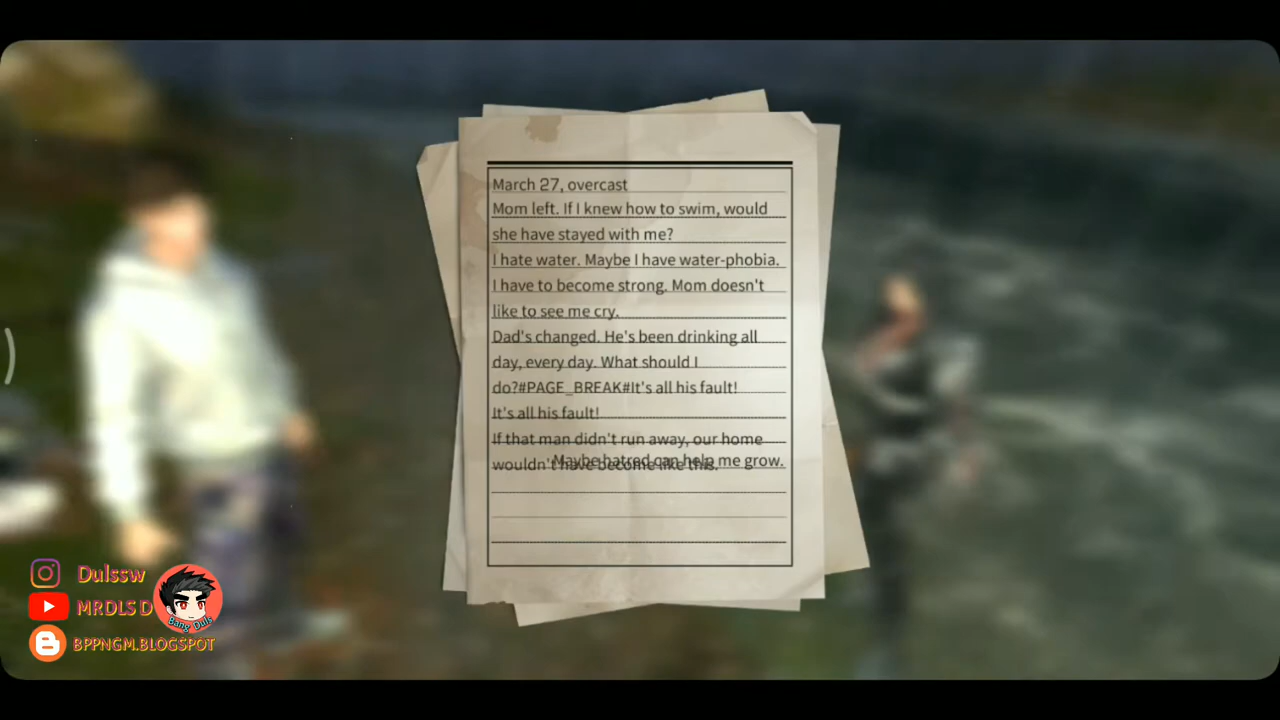 March 27, overcast
Mom left. If I knew how to swim, would
she have stayed with me?
I hate water. Maybe I have water-phobia.
I have to become strong. Mom doesn't
like to see me cry.
Dad's changed. He's been drinking all
day, every day. What should I
do?#PAGE_BREAK#It's all his fault!
It's all his fault!
If that man didn't run away, our home
wouldn't have become like this.
Maybe hatred can help me grow.
Dulssw
MRDLS D
Bang Duls
BPPNGM.BLOGSPOT